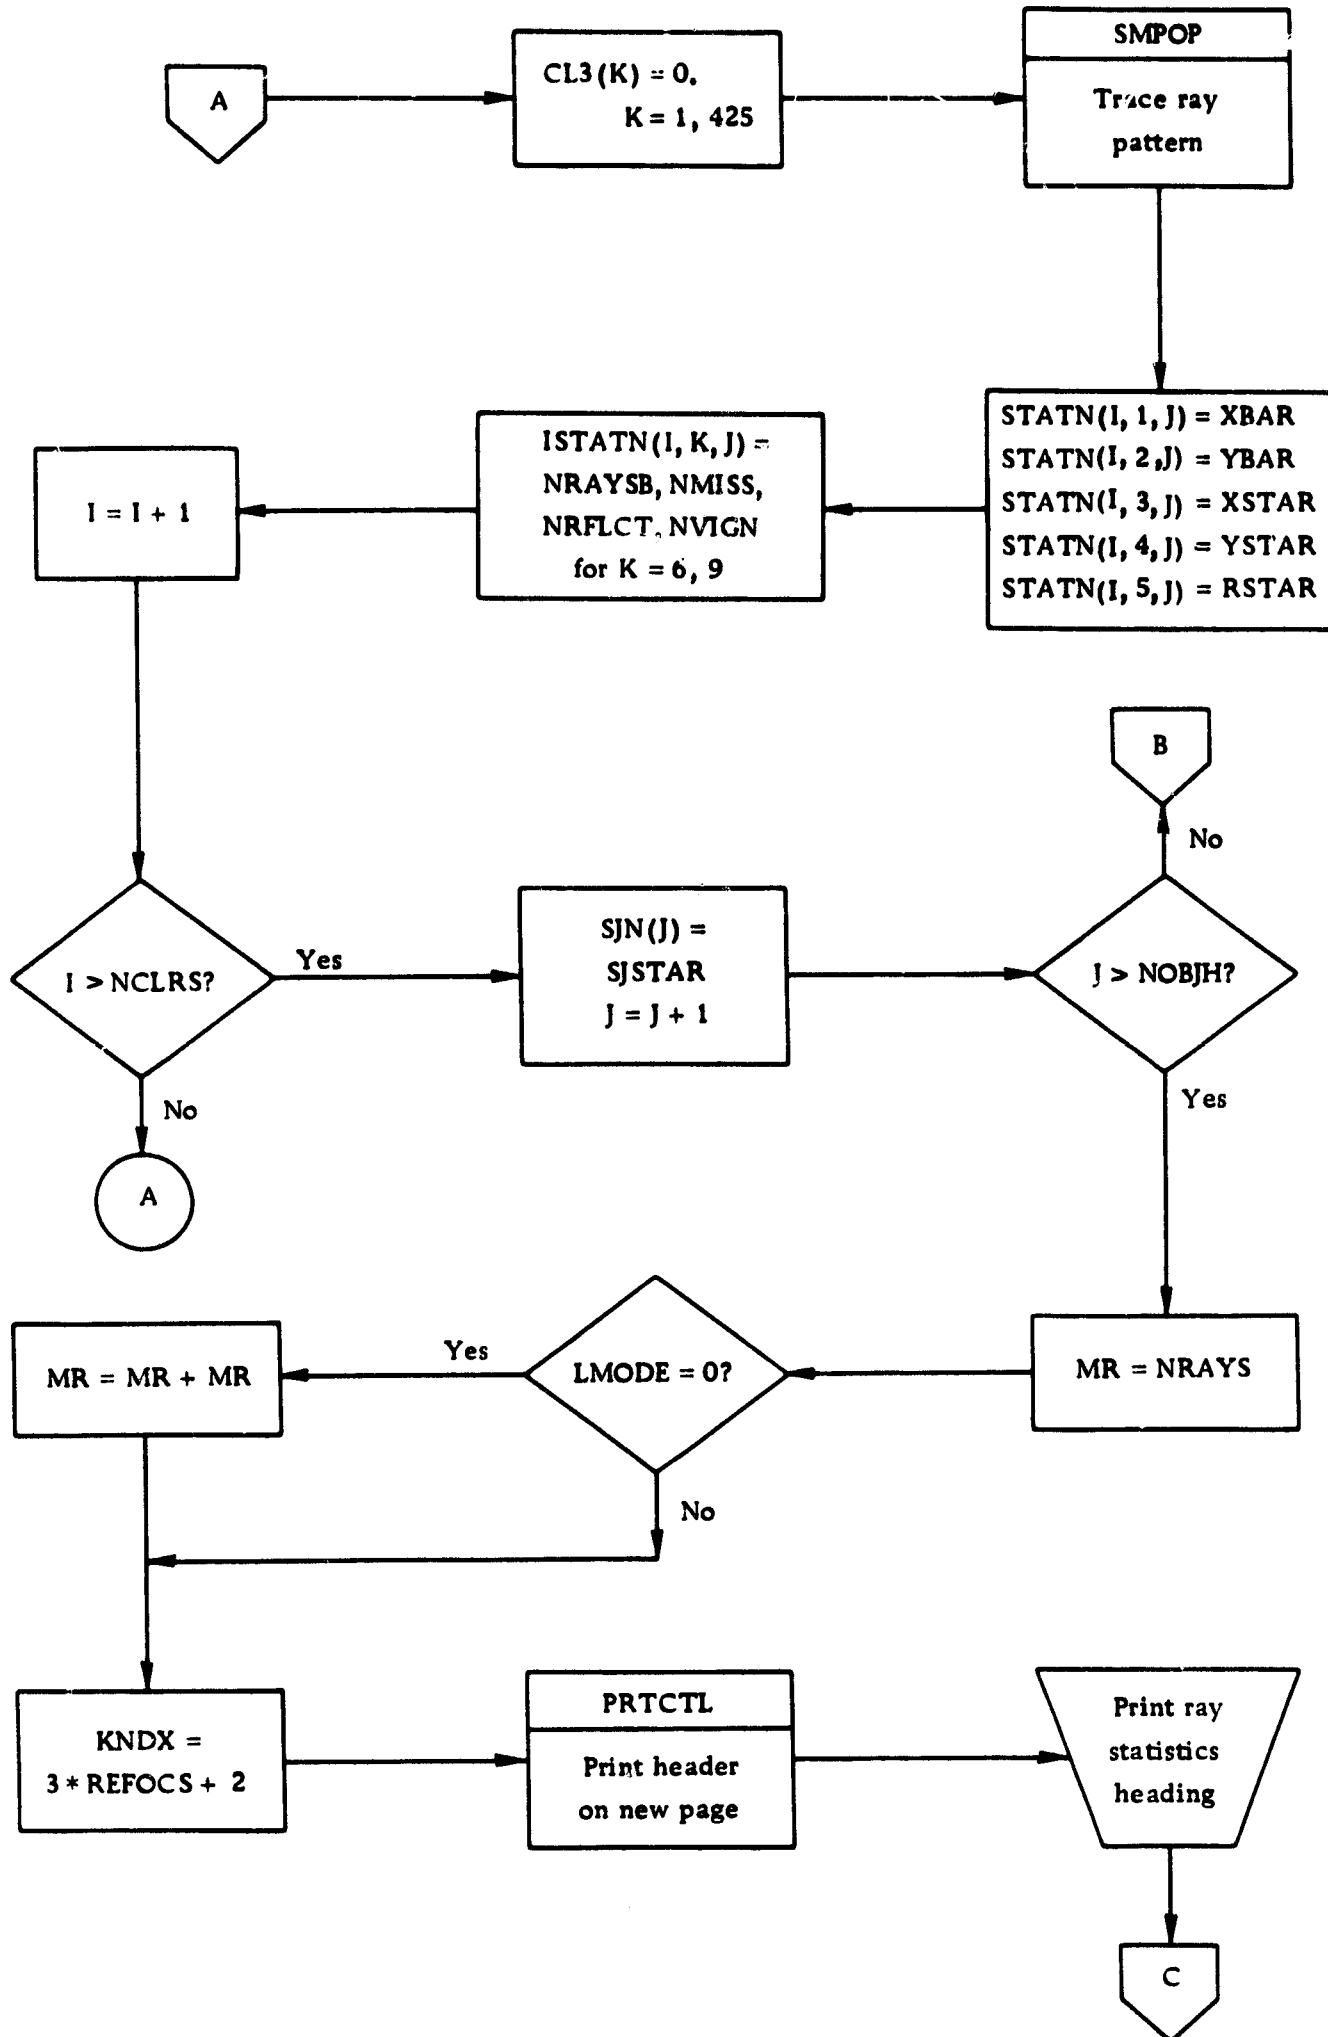 A
CL3(K) = 0.
K = 1, 425
SMPOP
Trace ray
pattern
STATN(I, 1, J) = XBAR
STATN(I, 2, J) = YBAR
STATN(I, 3, J) = XSTAR
STATN(I, 4, J) = YSTAR
STATN(I, 5, J) = RSTAR
ISTATN(I, K, J) =
NRAYSB, NMISS,
NRFLCT, NVIGN
for K = 6, 9
I = I + 1
I > NCLRS?
Yes
No
A
SJN(J) =
SJSTAR
J = J + 1
J > NOBJH?
No
B
Yes
MR = NRAYS
LMODE = 0?
Yes
No
MR = MR + MR
KNDX =
3 * REFOCS + 2
PRTCTL
Print header
on new page
Print ray
statistics
heading
C